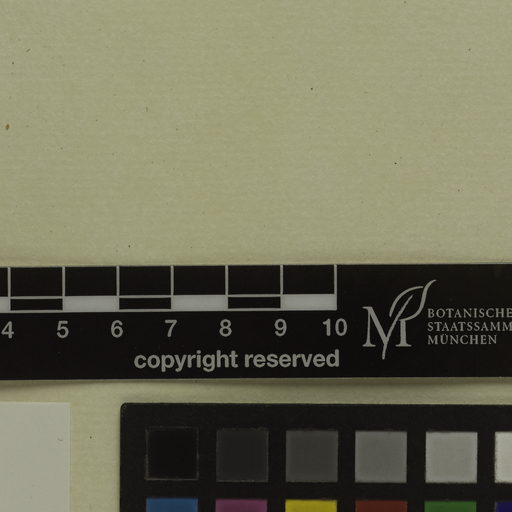 4 5 6 7 8 9 10
copyright reserved
M
BOTANISCHE
STAATSSAMM
MÜNCHEN